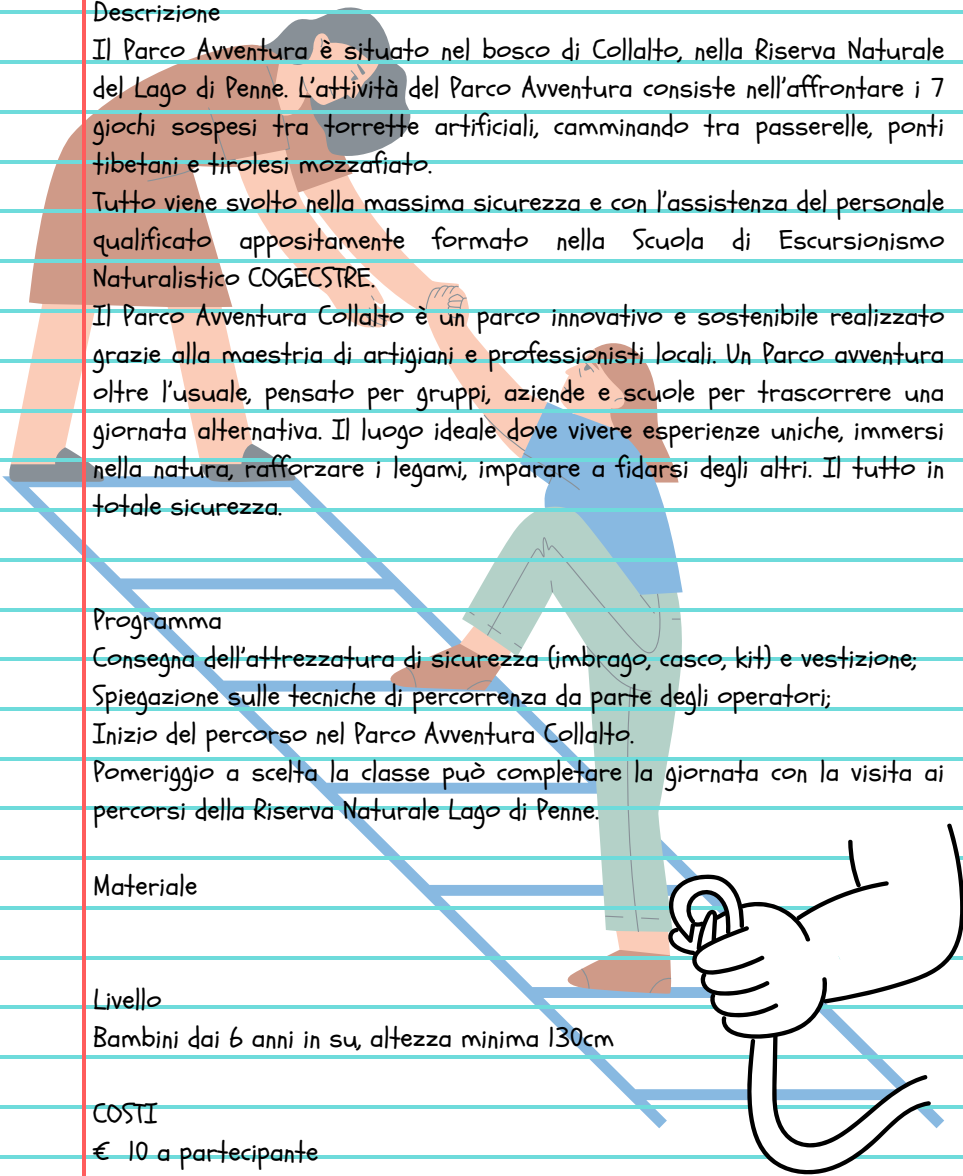 Descrizione
Il Parco Avventura è situato nel bosco di Collalto, nella Riserva Naturale
del Lago di Penne. L'attività del Parco Avventura consiste nell'affrontare i 7
giochi sospesi tra torrette artificiali, camminando tra passerelle, ponti
tibetani e tirolesi mozzafiato.
Tutto viene svolto nella massima sicurezza e con l'assistenza del personale
qualificato appositamente formato nella Scuola di Escursionismo
Naturalistico COGECSTRE.
Il Parco Avventura Collalto è un parco innovativo e sostenibile realizzato
grazie alla maestria di artigiani e professionisti locali. Un Parco avventura
oltre l'usuale, pensato per gruppi, aziende e scuole per trascorrere una
giornata alternativa. Il luogo ideale dove vivere esperienze uniche, immersi
nella natura, rafforzare i legami, imparare a fidarsi degli altri. Il tutto in
totale sicurezza.
Programma
Consegna dell'attrezzatura di sicurezza (imbrago, casco, kit) e vestizione;
Spiegazione sulle tecniche di percorrenza da parte degli operatori;
Inizio del percorso nel Parco Avventura Collalto.
Pomeriggio a scelta la classe può completare la giornata con la visita ai
percorsi della Riserva Naturale Lago di Penne.
Materiale
Livello
Bambini dai 6 anni in su, altezza minima 130cm
COSTI
€ 10 a partecipante